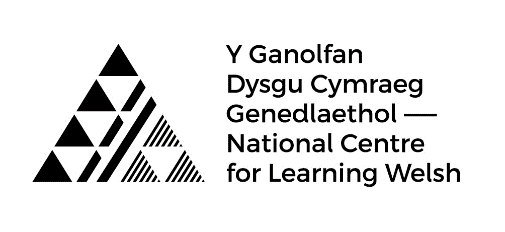 Y Ganolfan
Dysgu Cymraeg
Genedlaethol —
National Centre
for Learning Welsh